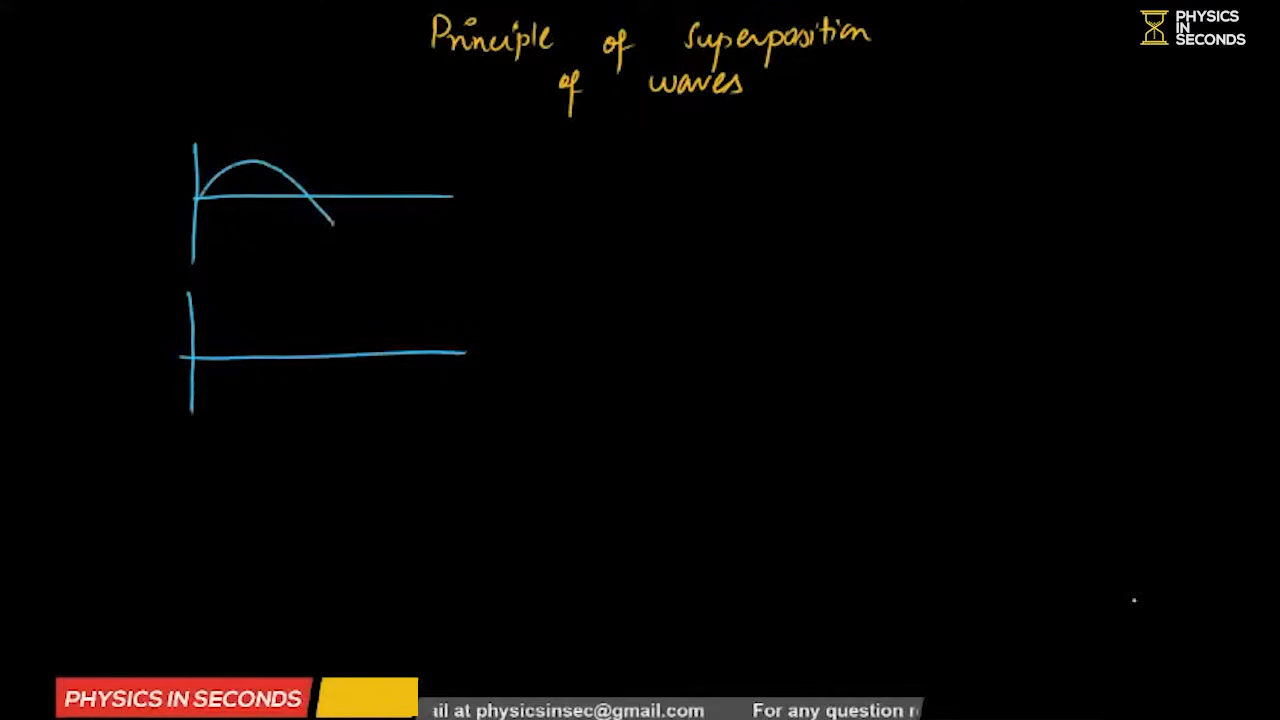 Principle of superposition
of waves
PHYSICS
IN
SECONDS
PHYSICS IN SECONDS
ail at physicsinsec@gmail.com For any question r